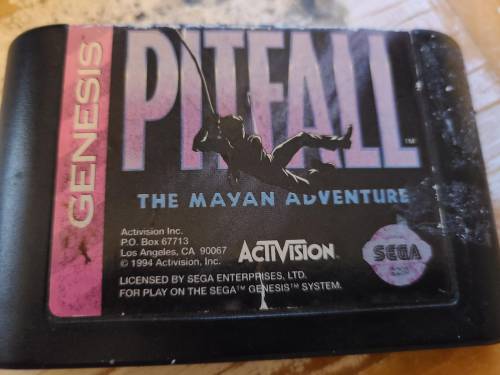 GENESIS
PITFALL™
THE MAYAN ADVENTURE
Activision Inc.
P.O. Box 67713
Los Angeles, CA 90067
© 1994 Activision, Inc.
ACTIVISION
SEGA
LICENSED BY SEGA ENTERPRISES, LTD.
FOR PLAY ON THE SEGA™ GENESIS™ SYSTEM.